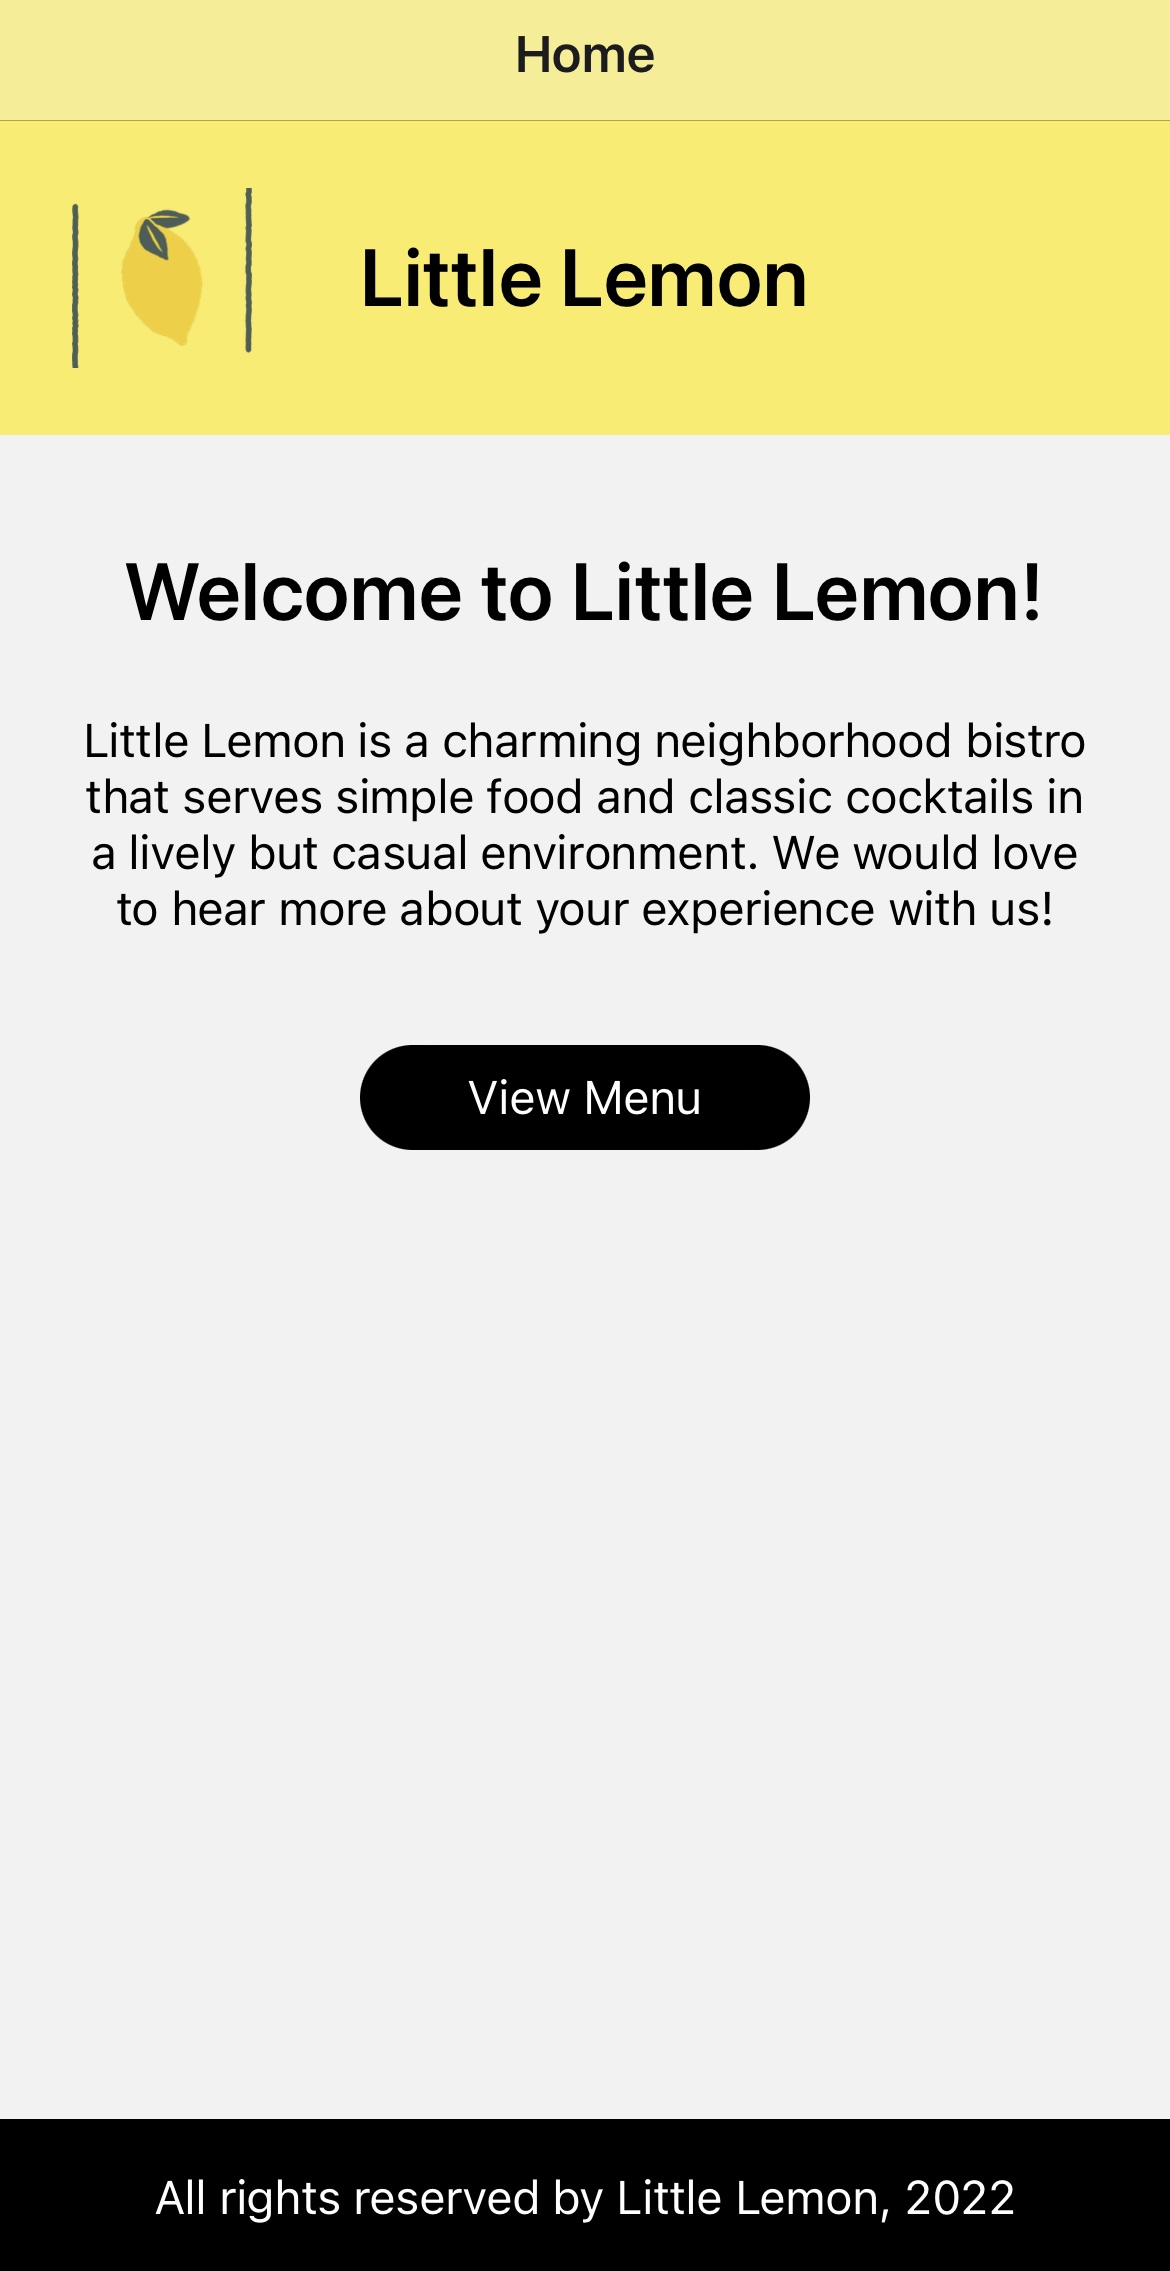 Home
Little Lemon
Welcome to Little Lemon!
Little Lemon is a charming neighborhood bistro
that serves simple food and classic cocktails in
a lively but casual environment. We would love
to hear more about your experience with us!
View Menu
All rights reserved by Little Lemon, 2022